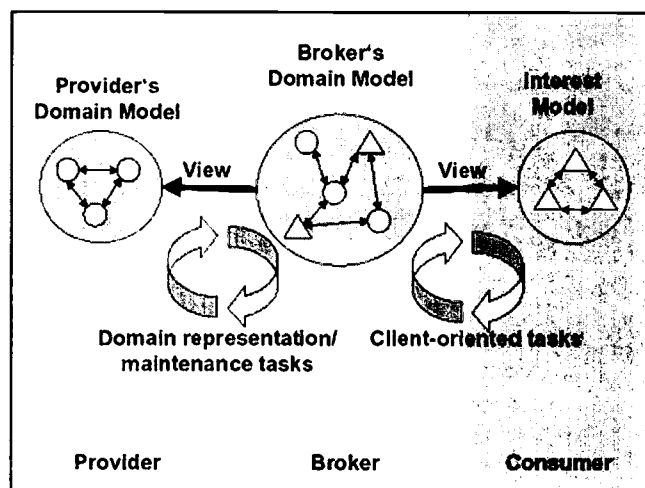 Broker's
Domain Model
Provider's
Domain Model
Interest
Model
View
View
Domain representation/
maintenance tasks
Client-oriented tasks
Provider
Broker
Consumer